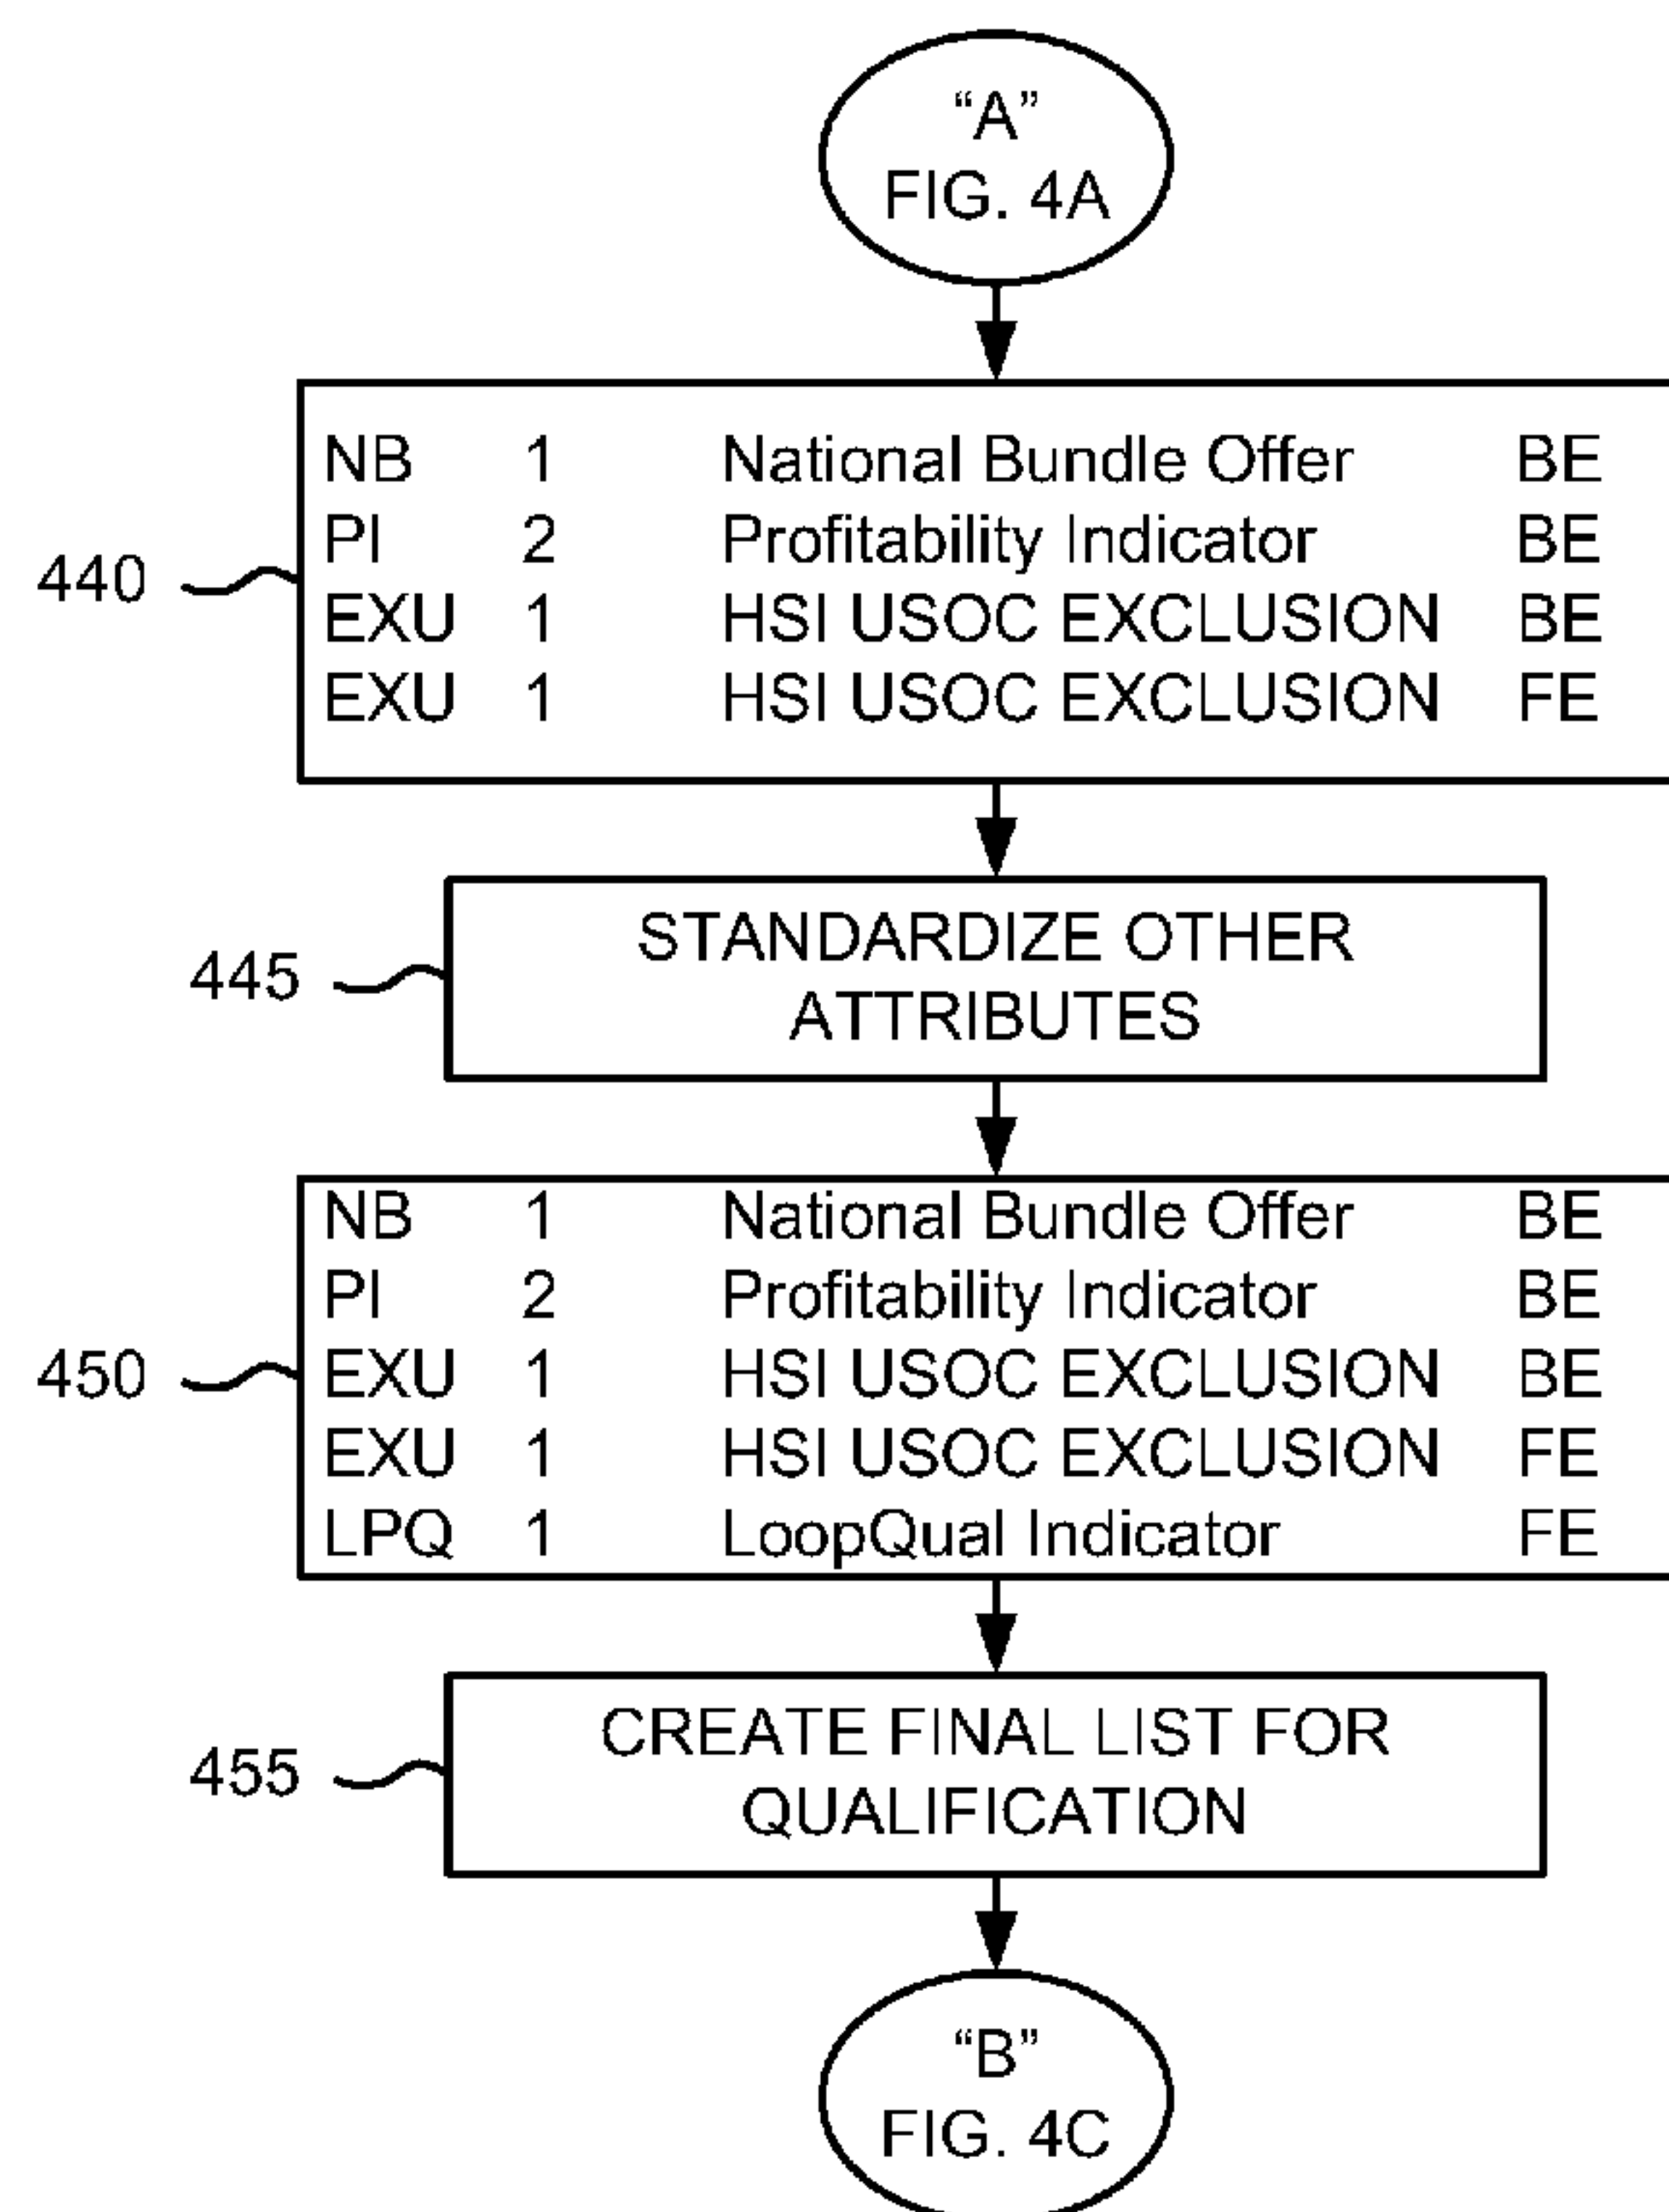 “A”
FIG. 4A
NB 1 National Bundle Offer BE
PI 2 Profitability Indicator BE
440
EXU 1 HSI USOC EXCLUSION BE
EXU 1 HSI USOC EXCLUSION FE
STANDARDIZE OTHER
445
ATTRIBUTES
NB 1 National Bundle Offer BE
PI 2 Profitability Indicator BE
450
EXU 1 HSI USOC EXCLUSION BE
EXU 1 HSI USOC EXCLUSION FE
LPQ 1 LoopQual Indicator FE
CREATE FINAL LIST FOR
455
QUALIFICATION
“B”
FIG. 4C